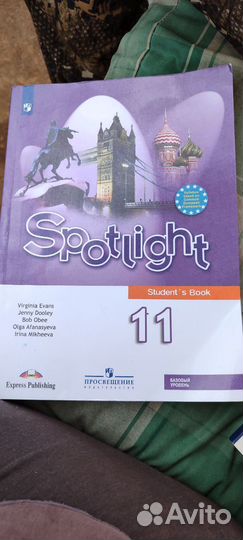 Spotlight
Student's Book
11
Virginia Evans
Jenny Dooley
Bob Obee
Olga Afanasyeva
Irina Mikheeva
Express Publishing
ПРОСВЕЩЕНИЕ
ИЗДАТЕЛЬСТВО
БАЗОВЫЙ
УРОВЕНЬ
Avito